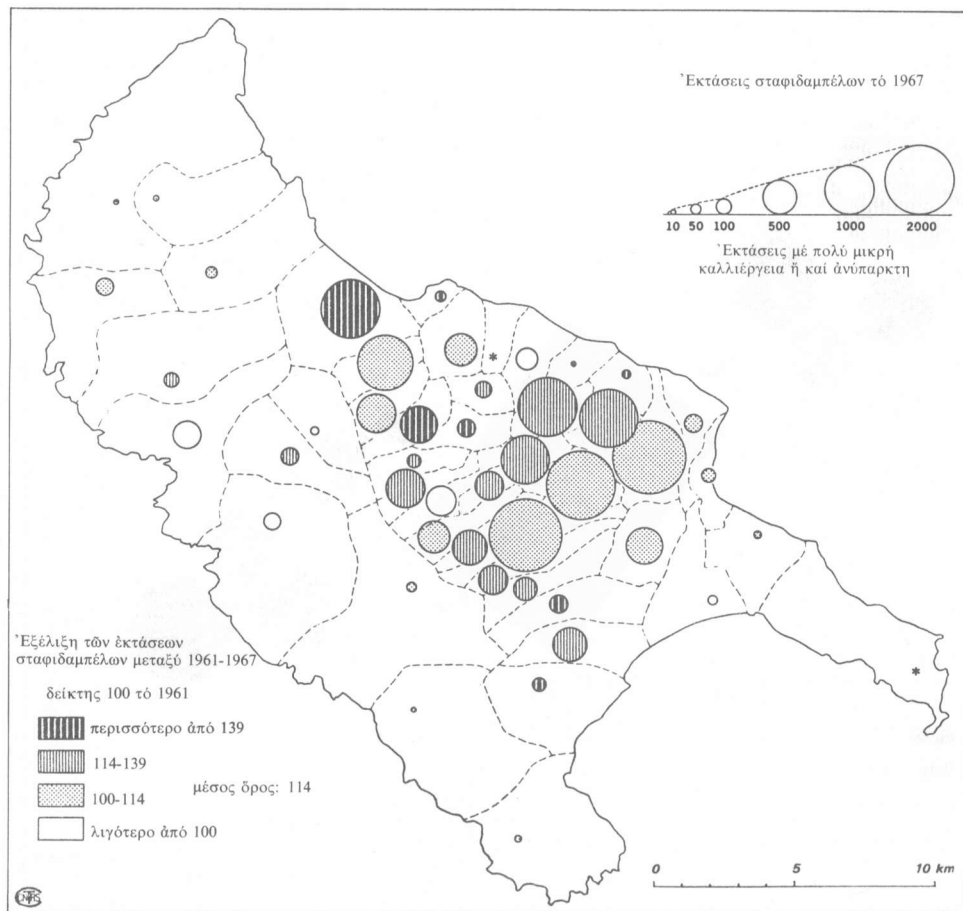 Ἐκτάσεις σταφιδαμπέλων τό 1967
10 50 100 500 1000 2000
Ἐκτάσεις μέ πολύ μικρή
καλλιέργεια ἤ καί ἀνύπαρκτη
*
*
Ἐξέλιξη τῶν ἐκτάσεων
σταφιδαμπέλων μεταξύ 1961-1967
δείκτης 100 τό 1961
περισσότερο ἀπό 139
114-139
100-114
μέσος ὅρος: 114
λιγότερο ἀπό 100
0 5 10 km